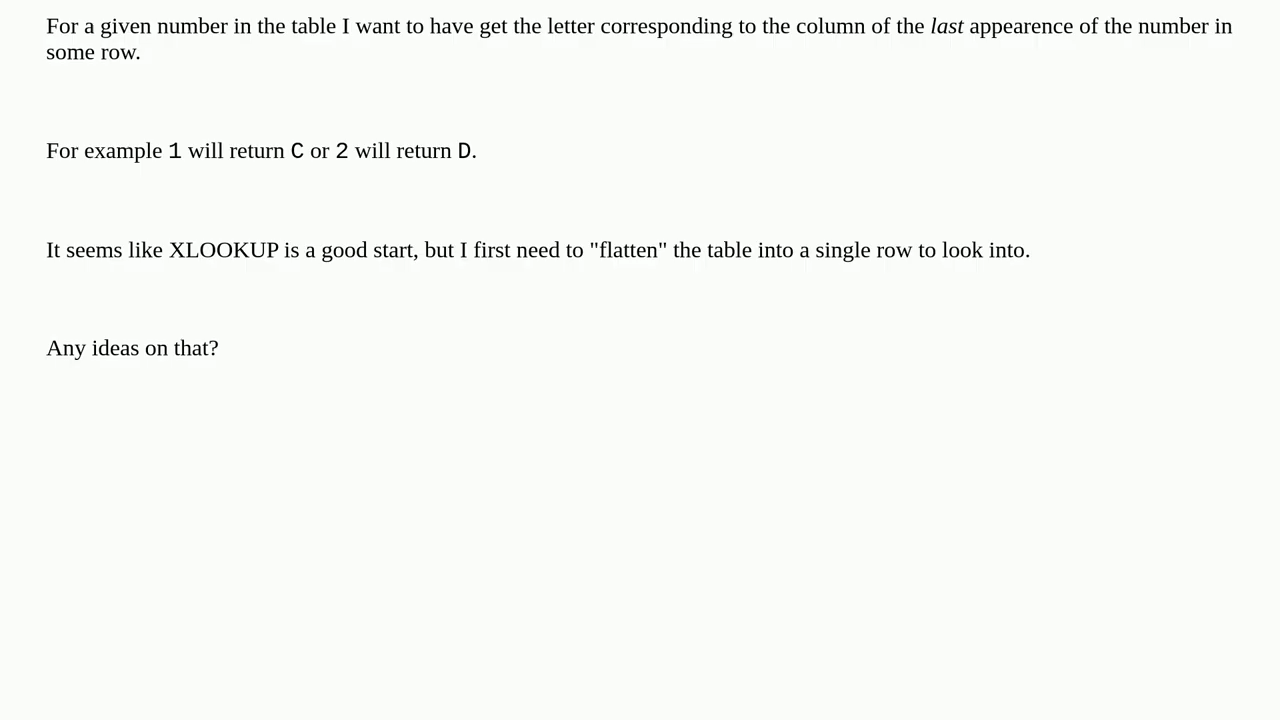 For a given number in the table I want to have get the letter corresponding to the column of the last appearence of the number in
some row.
For example 1 will return C or 2 will return D.
It seems like XLOOKUP is a good start, but I first need to "flatten" the table into a single row to look into.
Any ideas on that?